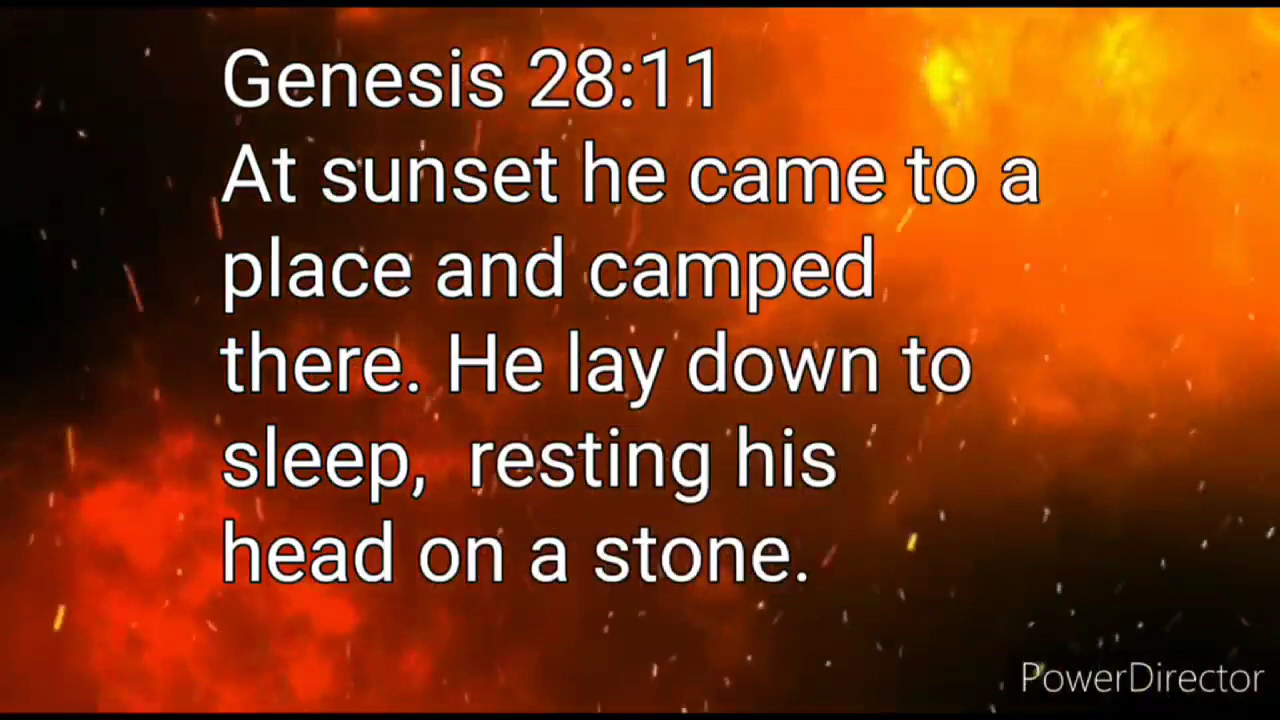 Genesis 28:11
At sunset he came to a
place and camped
there. He lay down to
sleep,  resting his
head on a stone.
PowerDirector